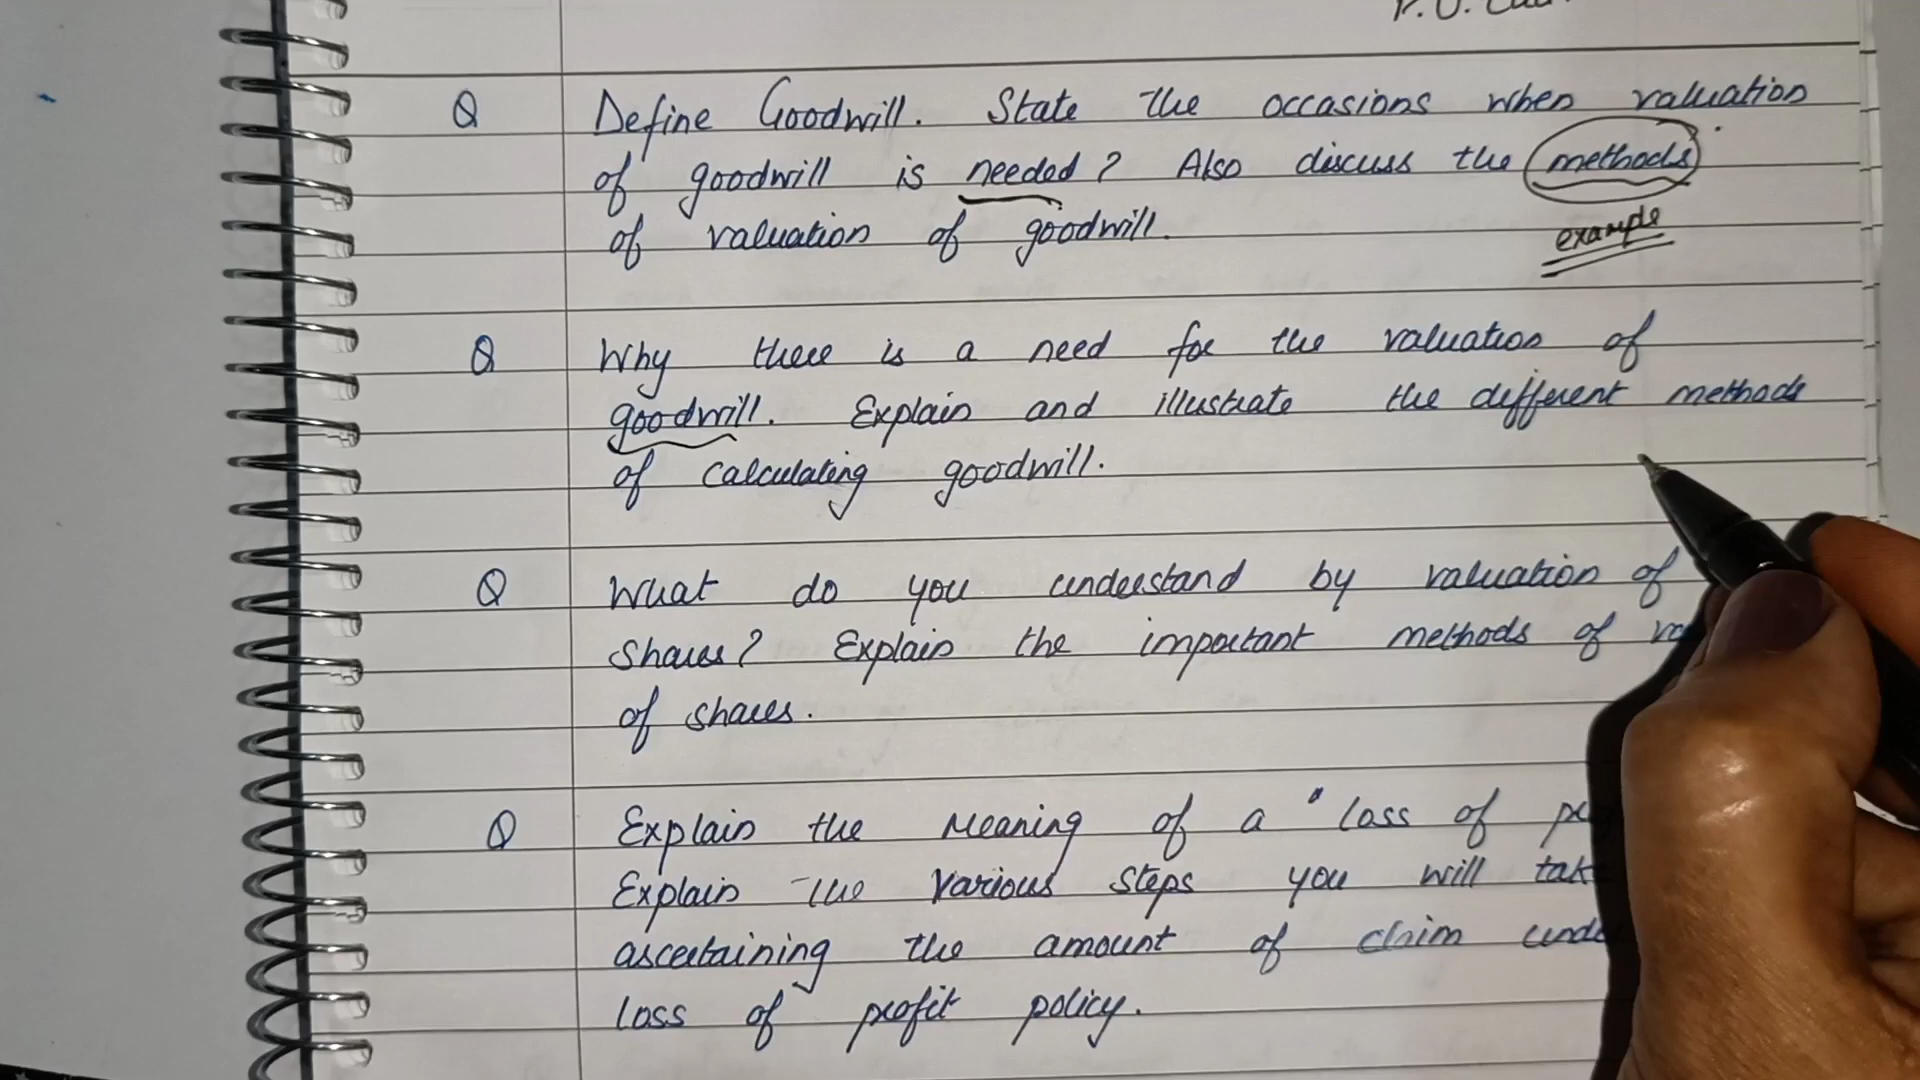 Q Define Goodwill. State the occasions when valuation
of goodwill is needed? Also discuss the methods
of valuation of goodwill.
example
Q Why there is a need for the valuation of
goodwill. Explain and illustrate the different methods
of calculating goodwill.
Q What do you understand by valuation of
shares? Explain the important methods of
of shares.
Q Explain the Meaning of a "loss of
Explain the various steps you will
ascertaining the amount of claim
loss of profit policy.